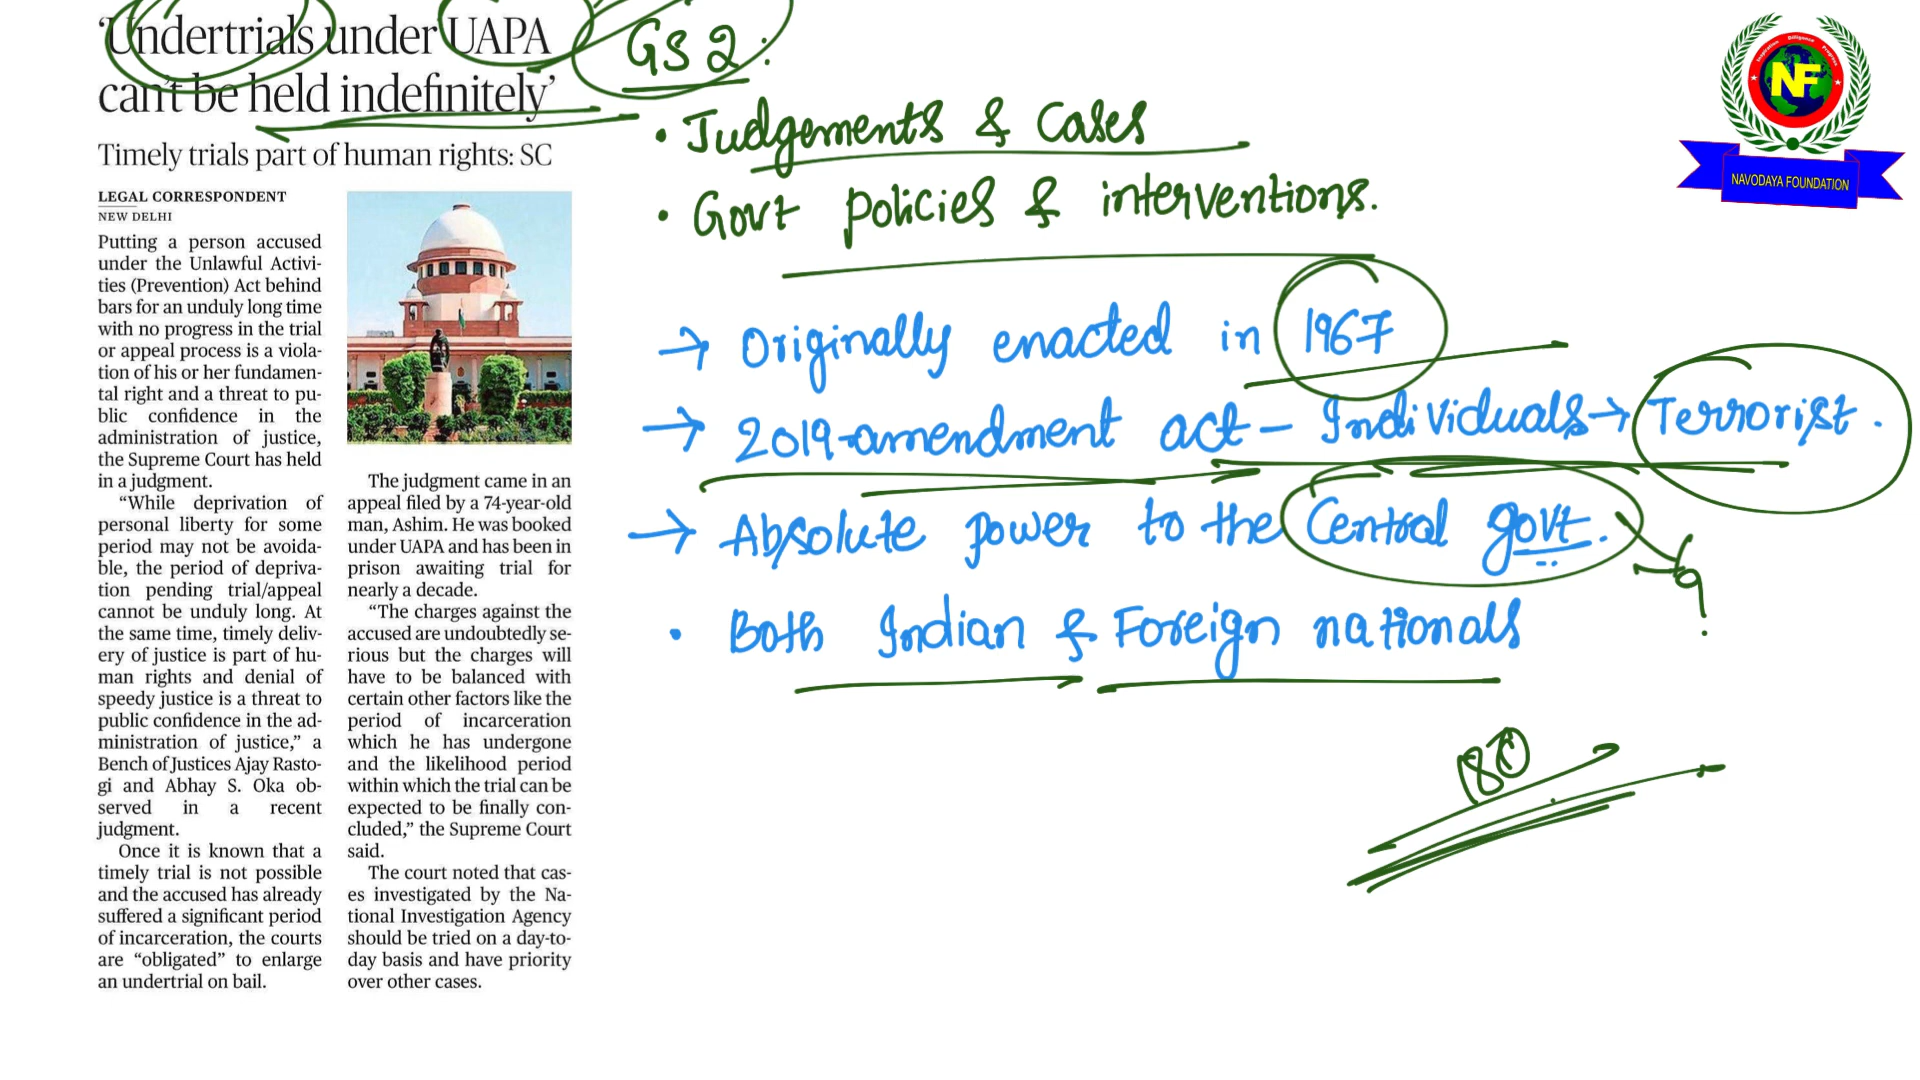 ‘Undertrials under UAPA
can’t be held indefinitely’
Timely trials part of human rights: SC
LEGAL CORRESPONDENT
NEW DELHI
Putting a person accused
under the Unlawful Activi-
ties (Prevention) Act behind
bars for an unduly long time
with no progress in the trial
or appeal process is a viola-
tion of his or her fundamen-
tal right and a threat to pu-
blic confidence in the
administration of justice,
the Supreme Court has held
in a judgment.
“While deprivation of
personal liberty for some
period may not be avoida-
ble, the period of depriva-
tion pending trial/appeal
cannot be unduly long. At
the same time, timely deliv-
ery of justice is part of hu-
man rights and denial of
speedy justice is a threat to
public confidence in the ad-
ministration of justice,” a
Bench of Justices Ajay Rasto-
gi and Abhay S. Oka ob-
served in a recent
judgment.
Once it is known that a
timely trial is not possible
and the accused has already
suffered a significant period
of incarceration, the courts
are “obligated” to enlarge
an undertrial on bail.
The judgment came in an
appeal filed by a 74-year-old
man, Ashim. He was booked
under UAPA and has been in
prison awaiting trial for
nearly a decade.
“The charges against the
accused are undoubtedly se-
rious but the charges will
have to be balanced with
certain other factors like the
period of incarceration
which he has undergone
and the likelihood period
within which the trial can be
expected to be finally con-
cluded,” the Supreme Court
said.
The court noted that cas-
es investigated by the Na-
tional Investigation Agency
should be tried on a day-to-
day basis and have priority
over other cases.
GS 2:
• Judgements & Cases
• Govt policies & interventions.
→ Originally enacted in 1967
→ 2019-amendment act – Individuals → Terrorist.
→ Absolute power to the Central govt.
• Both Indian & Foreign nationals
180
Inspiration Diligence Progress
NF
NAVODAYA FOUNDATION